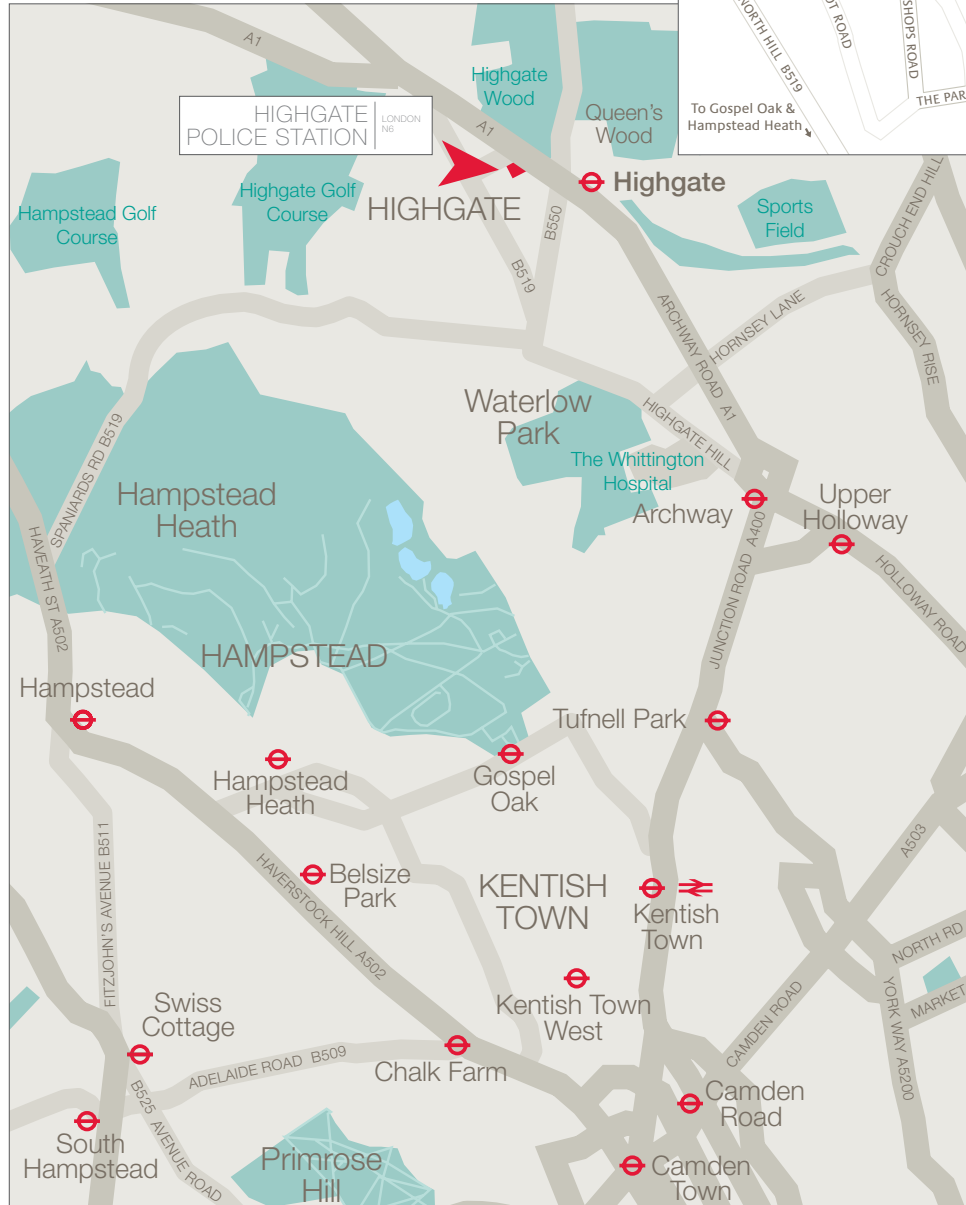 A1
Highgate
Wood
Queen's
Wood
NORTH HILL B519
OT ROAD
SHOPS ROAD
THE PAR
To Gospel Oak &
Hampstead Heath
HIGHGATE
POLICE STATION
LONDON
N6
A1
Highgate
Hampstead Golf
Course
Highgate Golf
Course
HIGHGATE
B550
B519
Sports
Field
CROUCH END HILL
HORNSEY RISE
HORNSEY LANE
ARCHWAY ROAD A1
Waterlow
Park
HIGHGATE HILL
The Whittington
Hospital
Archway
Upper
Holloway
SPANIARDS RD B519
Hampstead
Heath
HAVEATH ST A502
JUNCTION ROAD A400
HOLLOWAY ROAD
HAMPSTEAD
Hampstead
Tufnell Park
Hampstead
Heath
Gospel
Oak
FITZJOHN'S AVENUE B511
HAVERSTOCK HILL A502
Belsize
Park
KENTISH
TOWN
Kentish
Town
A503
NORTH RD
MARKET
YORK WAY A5200
CAMDEN ROAD
Kentish Town
West
Swiss
Cottage
ADELAIDE ROAD B509
Chalk Farm
B525 AVENUE ROAD
South
Hampstead
Primrose
Hill
Camden
Road
Camden
Town